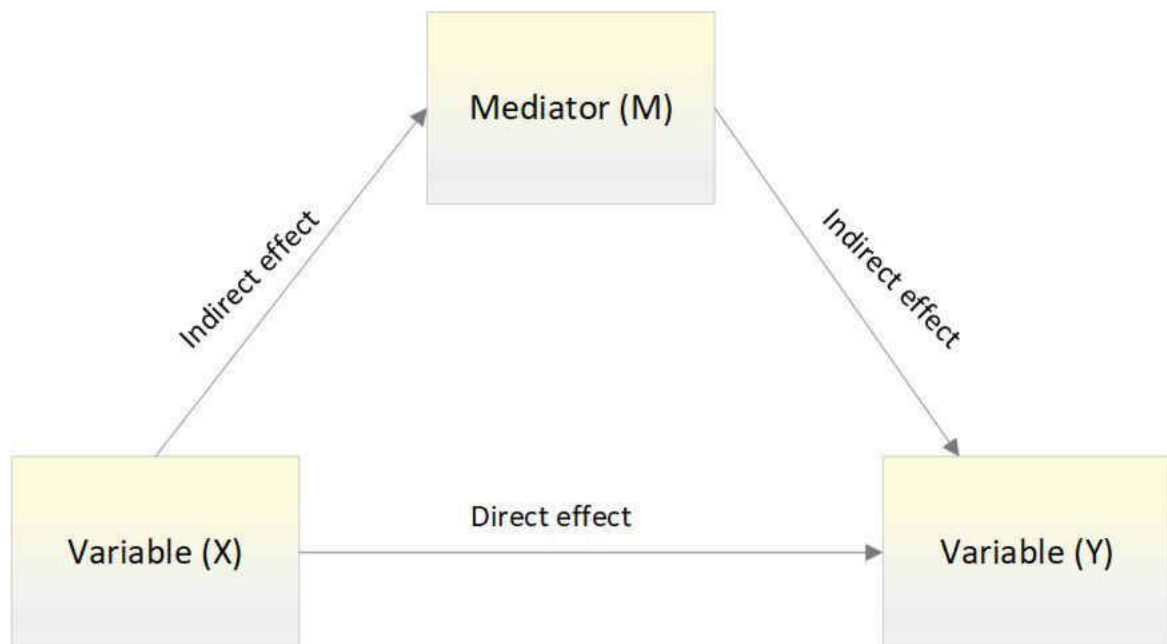 Mediator (M)
Indirect effect
Indirect effect
Direct effect
Variable (X)
Variable (Y)